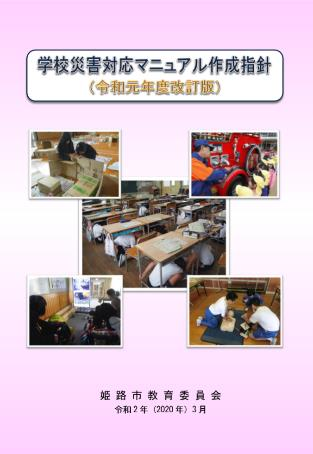 学校災害対応マニュアル作成指針
（令和元年度改訂版）
姫路市教育委員会
令和2年（2020年）3月